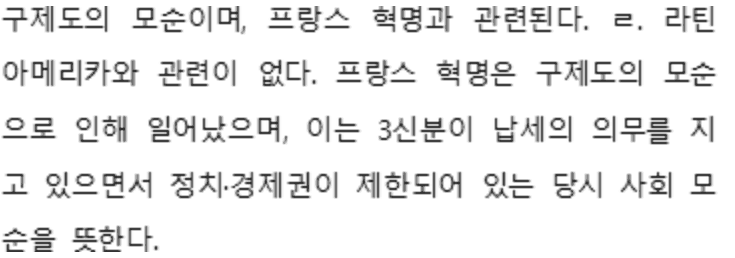 구제도의 모순이며, 프랑스 혁명과 관련된다. ㄹ. 라틴
아메리카와 관련이 없다. 프랑스 혁명은 구제도의 모순
으로 인해 일어났으며, 이는 3신분이 납세의 의무를 지
고 있으면서 정치·경제권이 제한되어 있는 당시 사회 모
순을 뜻한다.